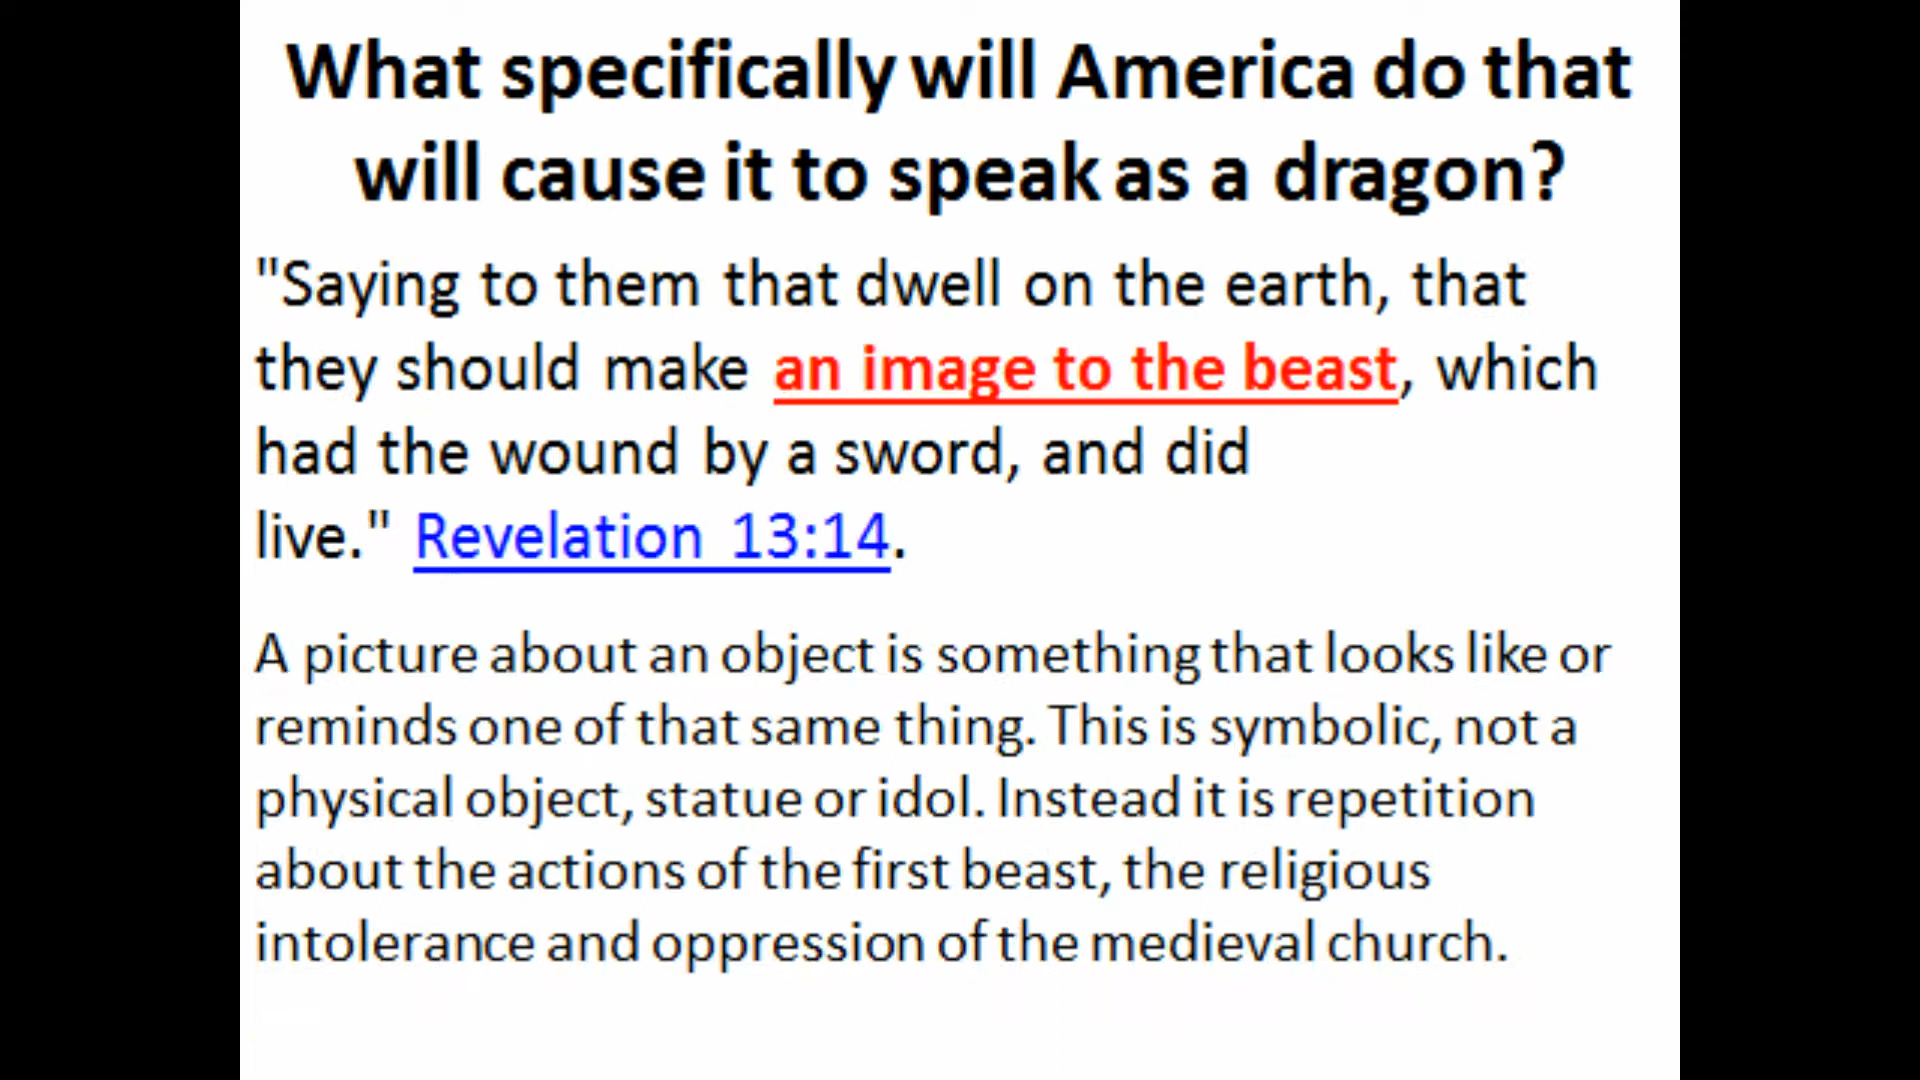 What specifically will America do that
will cause it to speak as a dragon?
"Saying to them that dwell on the earth, that
they should make an image to the beast, which
had the wound by a sword, and did
live." Revelation 13:14.
A picture about an object is something that looks like or
reminds one of that same thing. This is symbolic, not a
physical object, statue or idol. Instead it is repetition
about the actions of the first beast, the religious
intolerance and oppression of the medieval church.